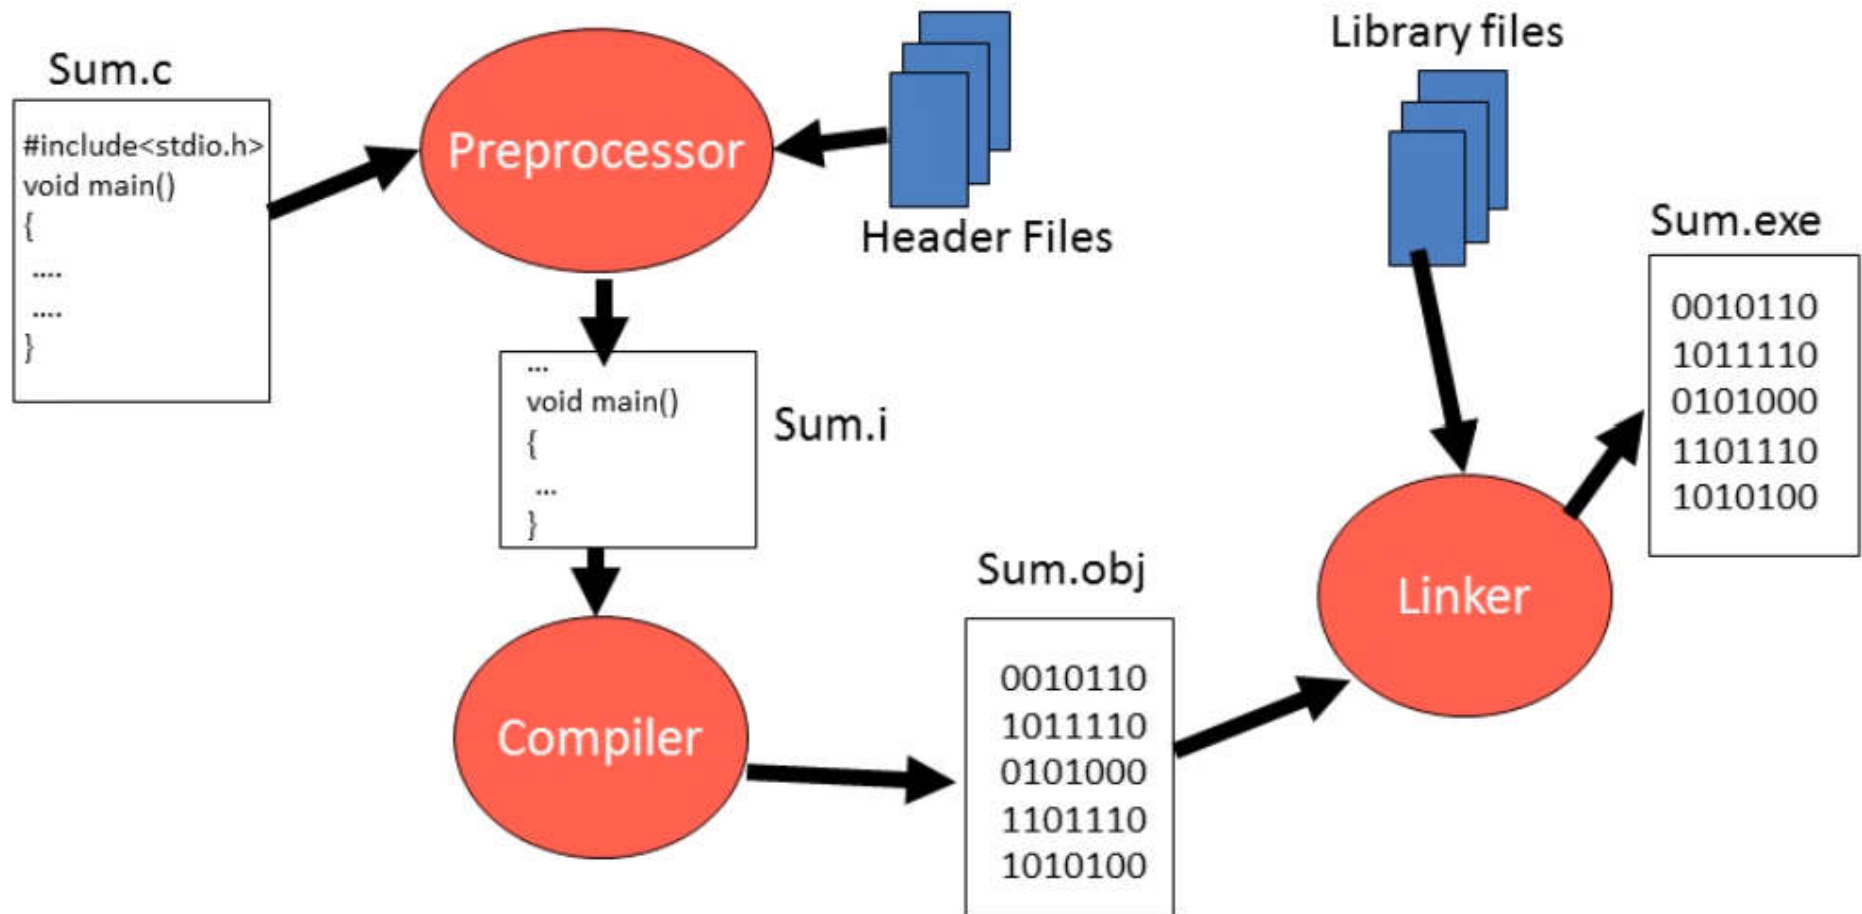 Sum.c
#include<stdio.h>
void main()
{
....
....
}
Preprocessor
Header Files
...
void main()
{
...
}
Sum.i
Compiler
Sum.obj
0010110
1011110
0101000
1101110
1010100
Library files
Linker
Sum.exe
0010110
1011110
0101000
1101110
1010100